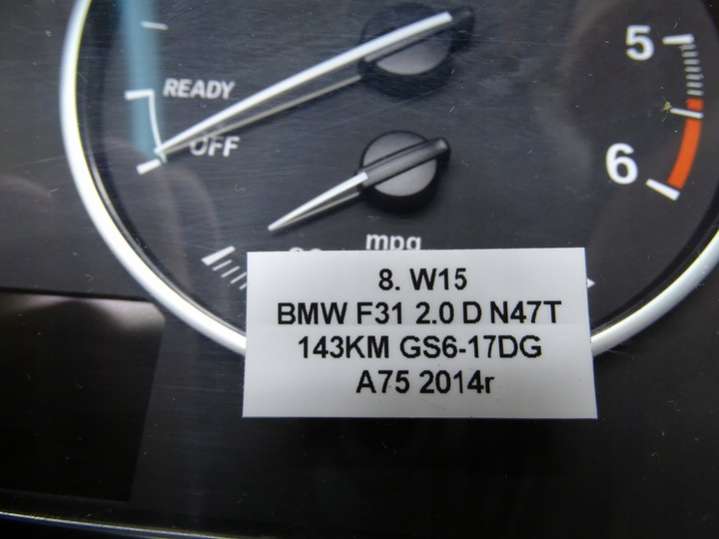 5
READY
OFF
6
mpg
8. W15
BMW F31 2.0 D N47T
143KM GS6-17DG
A75 2014r